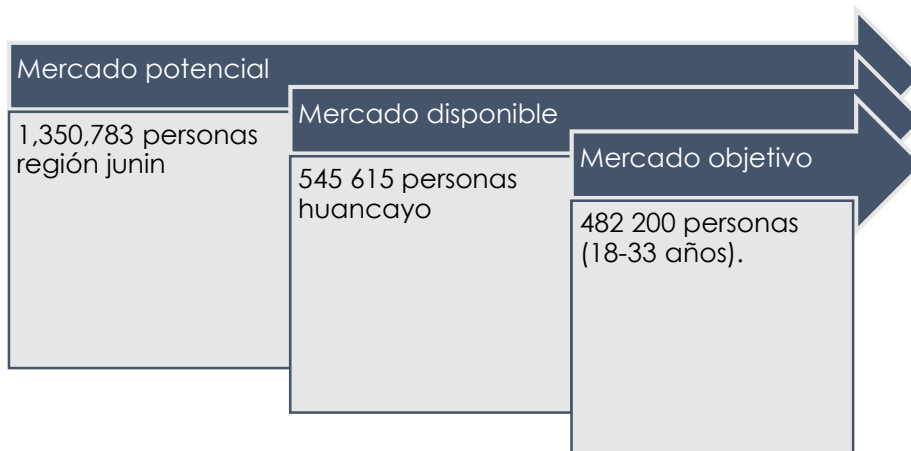 Mercado potencial
1,350,783 personas
región junin
Mercado disponible
545 615 personas
huancayo
Mercado objetivo
482 200 personas
(18-33 años).